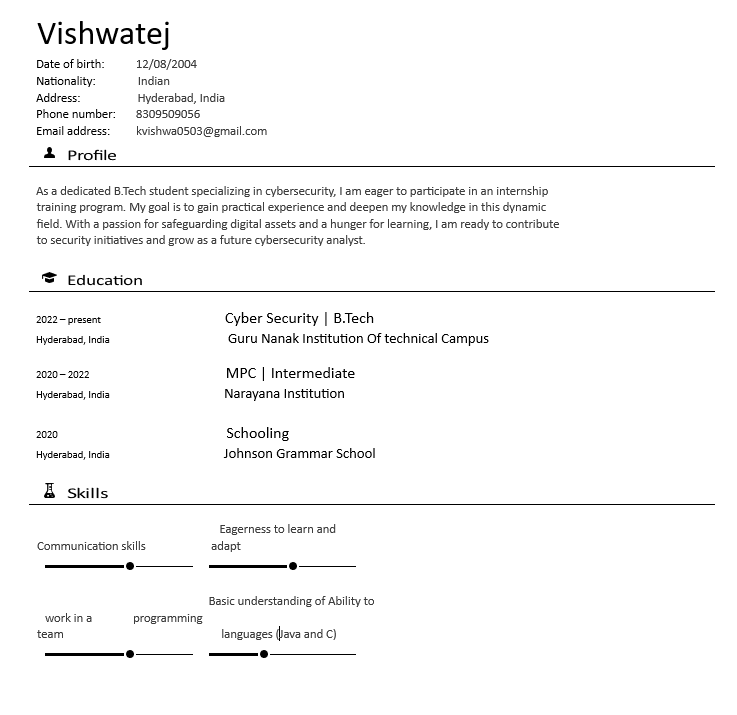 Vishwatej
Date of birth: 12/08/2004
Nationality: Indian
Address: Hyderabad, India
Phone number: 8309509056
Email address: kvishwa0503@gmail.com
Profile
As a dedicated B.Tech student specializing in cybersecurity, I am eager to participate in an internship
training program. My goal is to gain practical experience and deepen my knowledge in this dynamic
field. With a passion for safeguarding digital assets and a hunger for learning, I am ready to contribute
to security initiatives and grow as a future cybersecurity analyst.
Education
2022 – present Cyber Security | B.Tech
Hyderabad, India Guru Nanak Institution Of technical Campus
2020 – 2022 MPC | Intermediate
Hyderabad, India Narayana Institution
2020 Schooling
Hyderabad, India Johnson Grammar School
Skills
Eagerness to learn and
Communication skills adapt
Basic understanding of Ability to
work in a programming
team languages (Java and C)